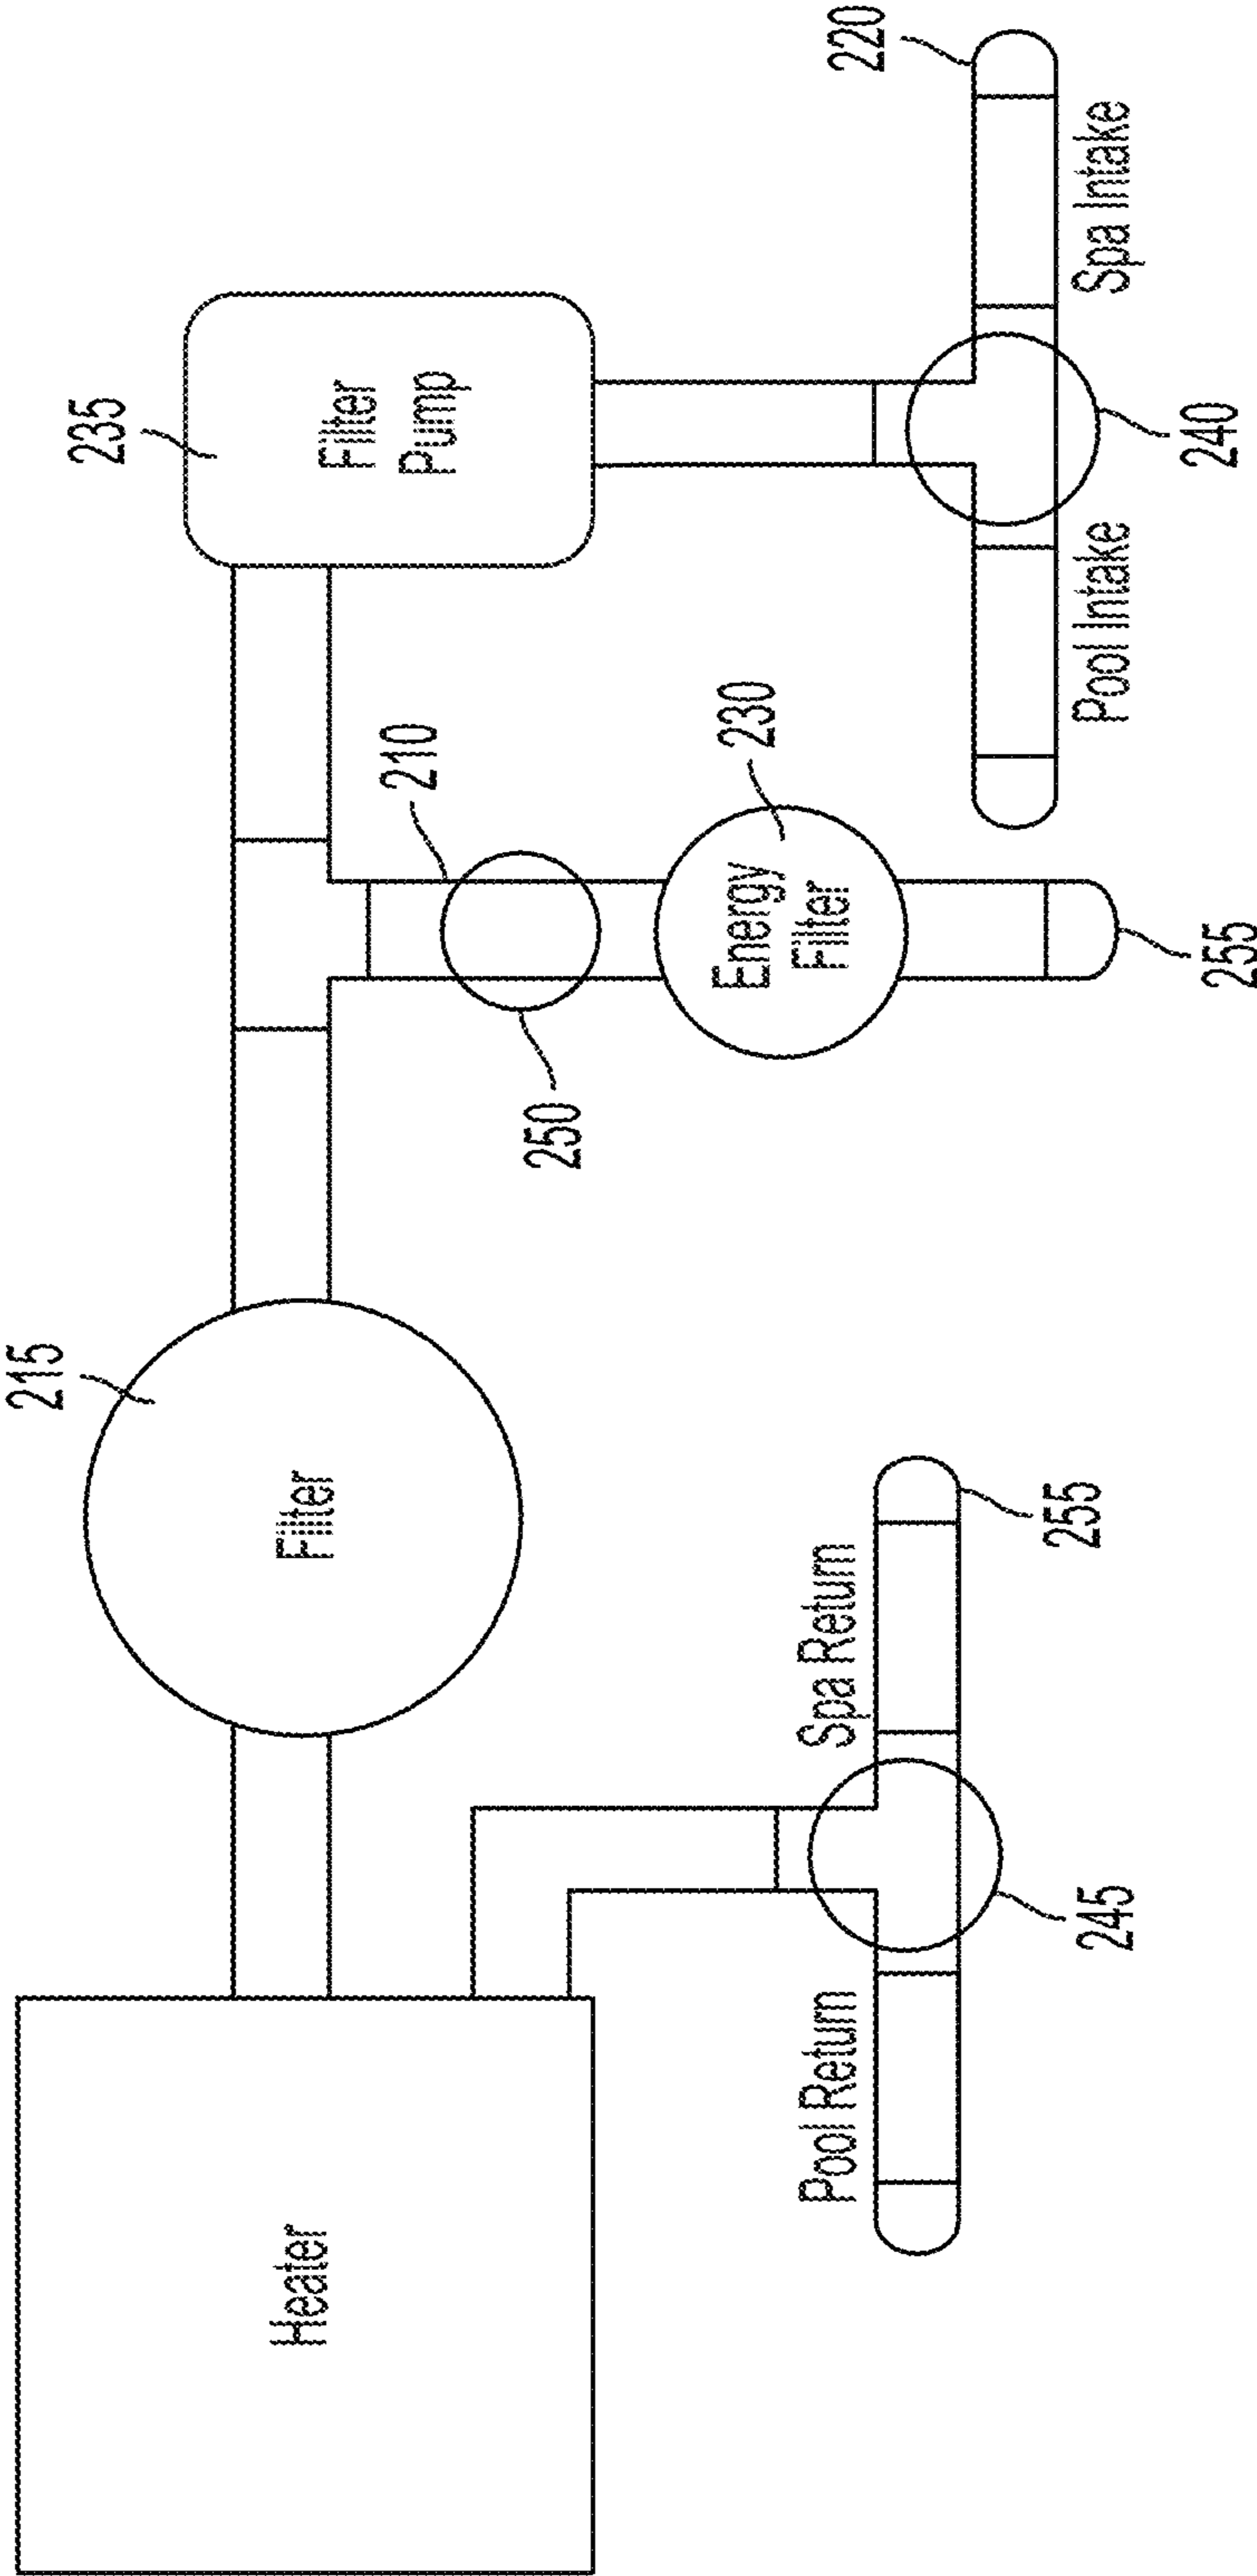 215
235
Heater
Filter
Filter
Pump
210
250
Energy
Filter
230
Pool Return
Spa Return
220
255
Pool Intake
Spa Intake
245
240
255